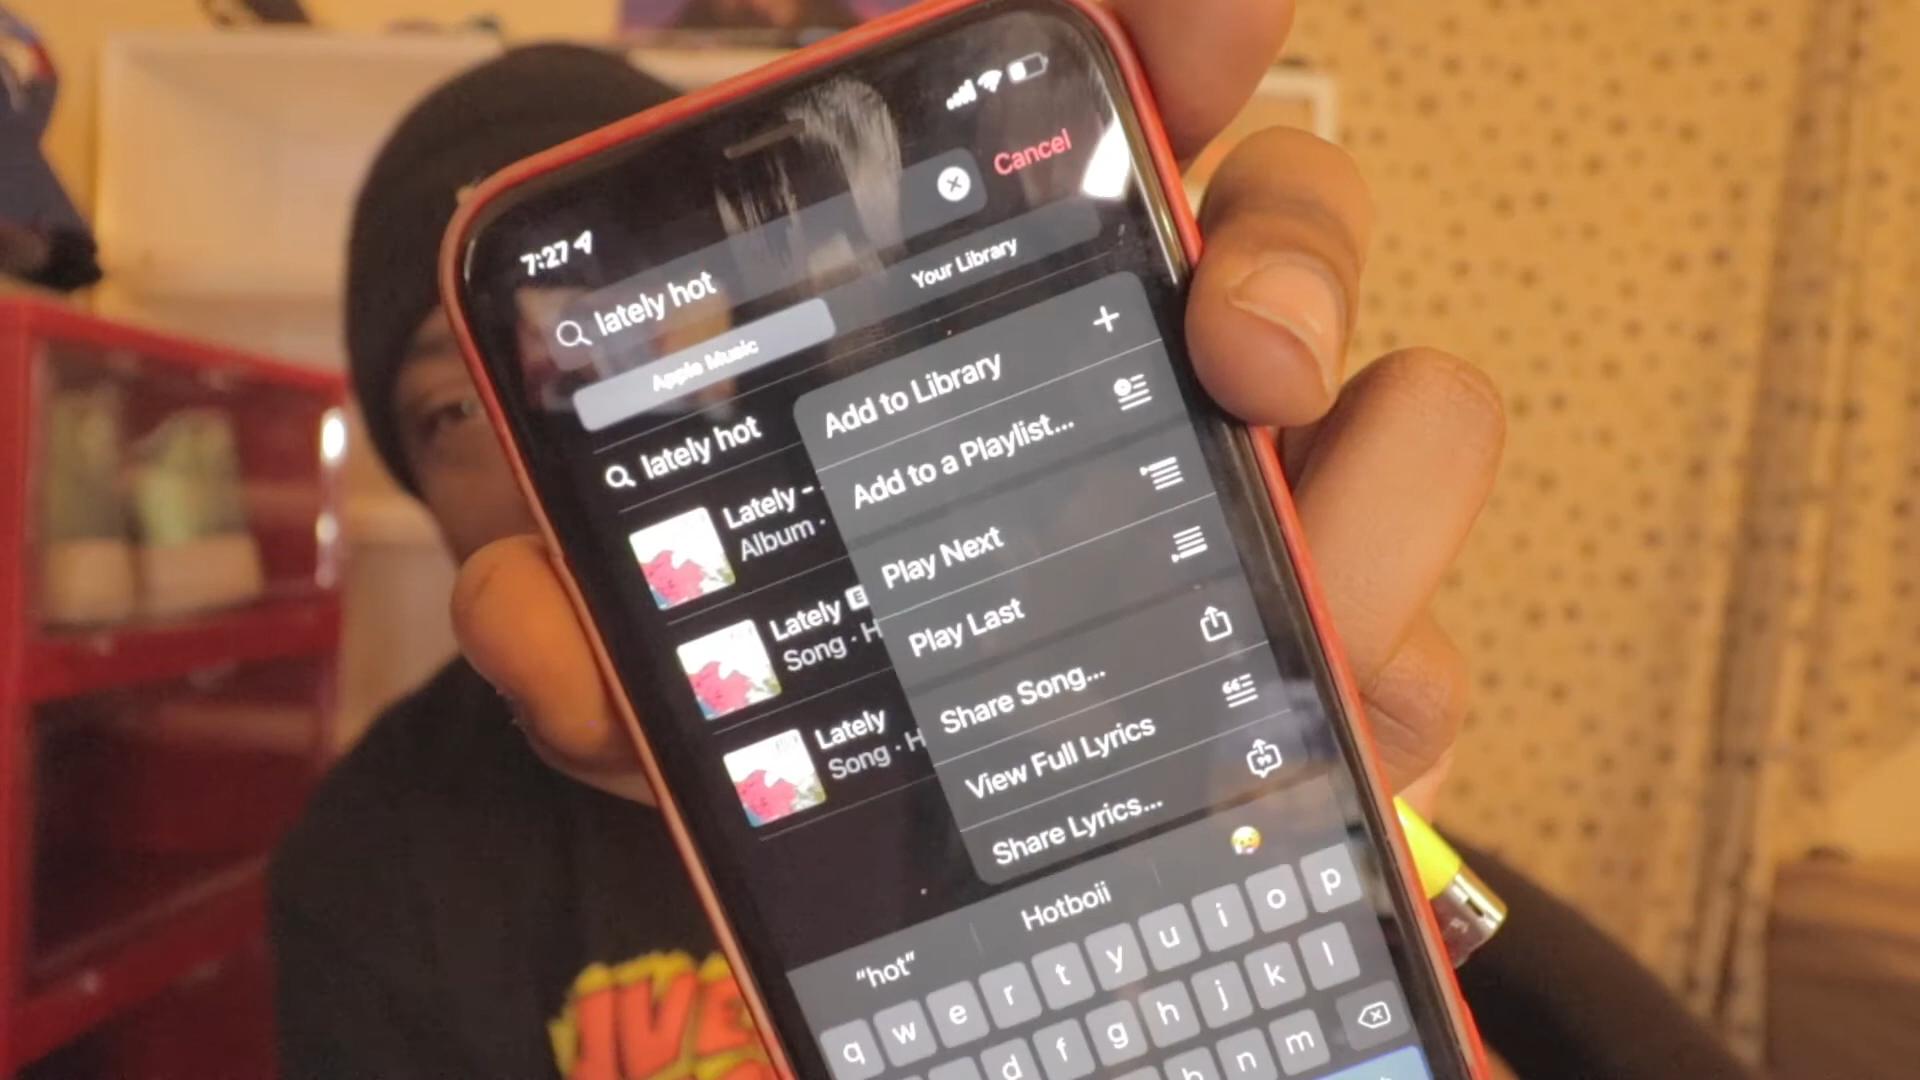 7:27
Cancel
lately hot
Apple Music
Your Library
lately hot
Lately -
Album ·
Lately E
Song · H
Lately
Song · H
Add to Library
Add to a Playlist...
Play Next
Play Last
Share Song...
View Full Lyrics
Share Lyrics...
"hot"
Hotboii
q w e r t y u i o p
d f g h j k l
b n m